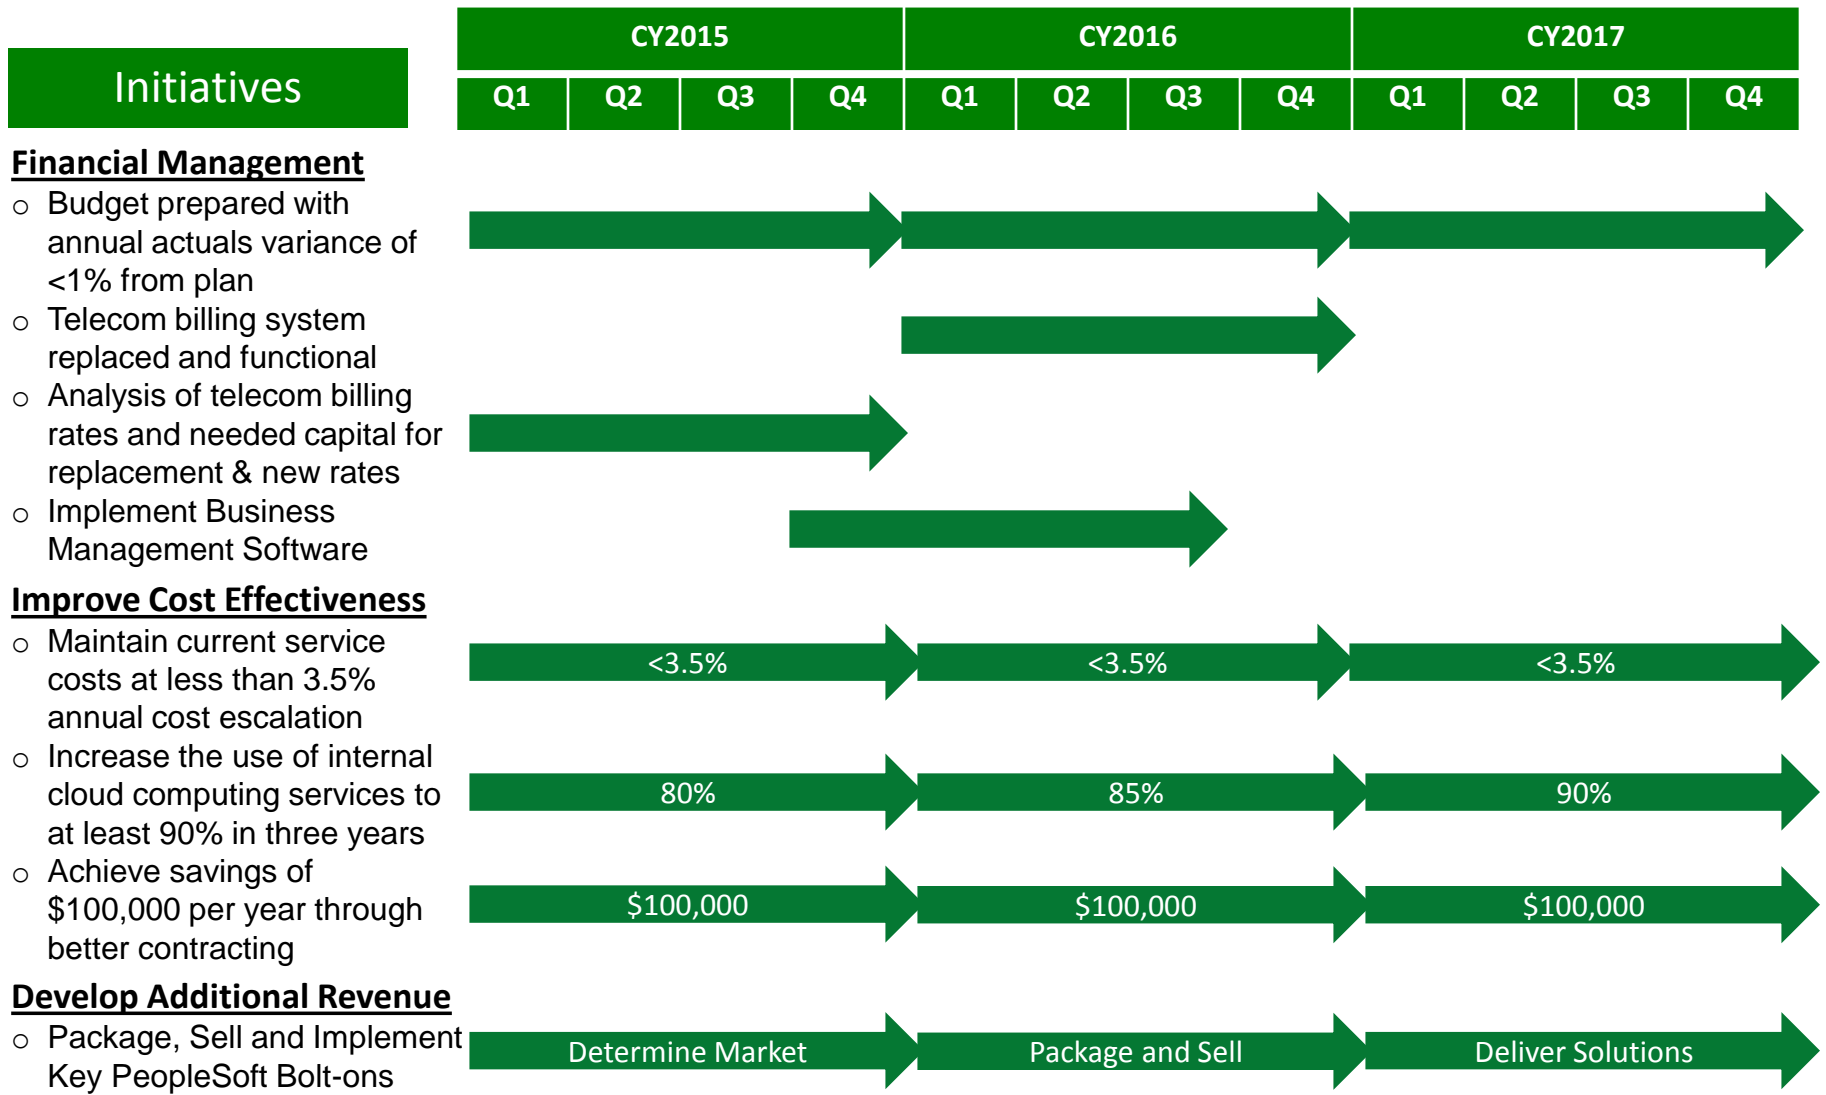 CY2015 CY2016 CY2017
Initiatives
Q1 Q2 Q3 Q4 Q1 Q2 Q3 Q4 Q1 Q2 Q3 Q4
Financial Management
o Budget prepared with
annual actuals variance of
<1% from plan
o Telecom billing system
replaced and functional
o Analysis of telecom billing
rates and needed capital for
replacement & new rates
o Implement Business
Management Software
Improve Cost Effectiveness
o Maintain current service
costs at less than 3.5%
annual cost escalation
<3.5% <3.5% <3.5%
o Increase the use of internal
cloud computing services to
at least 90% in three years
80% 85% 90%
o Achieve savings of
$100,000 per year through
better contracting
$100,000 $100,000 $100,000
Develop Additional Revenue
o Package, Sell and Implement
Key PeopleSoft Bolt-ons
Determine Market Package and Sell Deliver Solutions